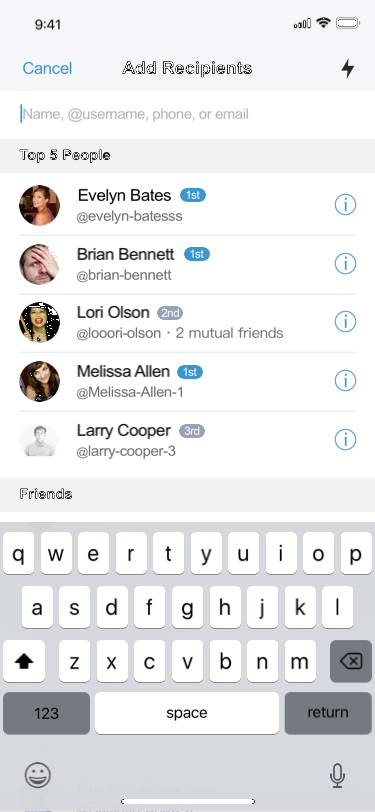 9:41
Cancel Add Recipients
Name, @username, phone, or email
Top 5 People
Evelyn Bates 1st
@evelyn-batesss
Brian Bennett 1st
@brian-bennett
Lori Olson 2nd
@looori-olson · 2 mutual friends
Melissa Allen 1st
@Melissa-Allen-1
Larry Cooper 3rd
@larry-cooper-3
Friends
q w e r t y u i o p
a s d f g h j k l
z x c v b n m
123 space return